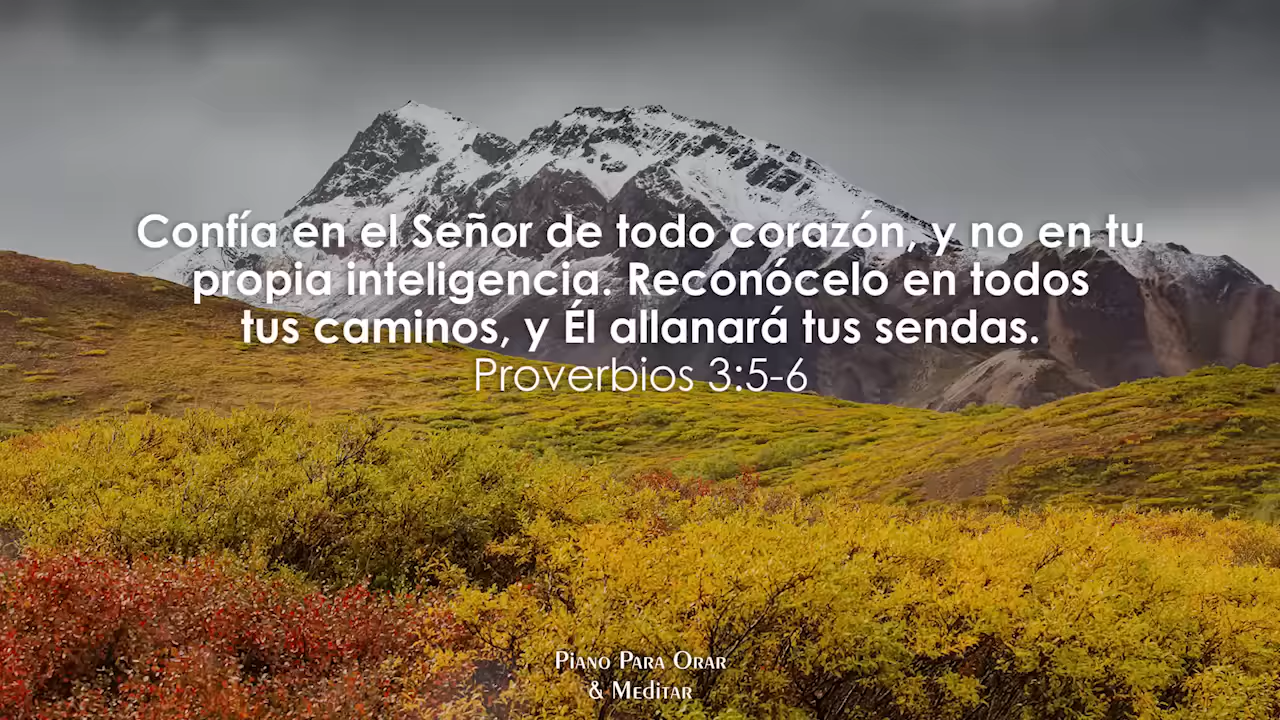 Confía en el Señor de todo corazón, y no en tu
propia inteligencia. Reconócelo en todos
tus caminos, y Él allanará tus sendas.
Proverbios 3:5-6
Piano Para Orar
& Meditar